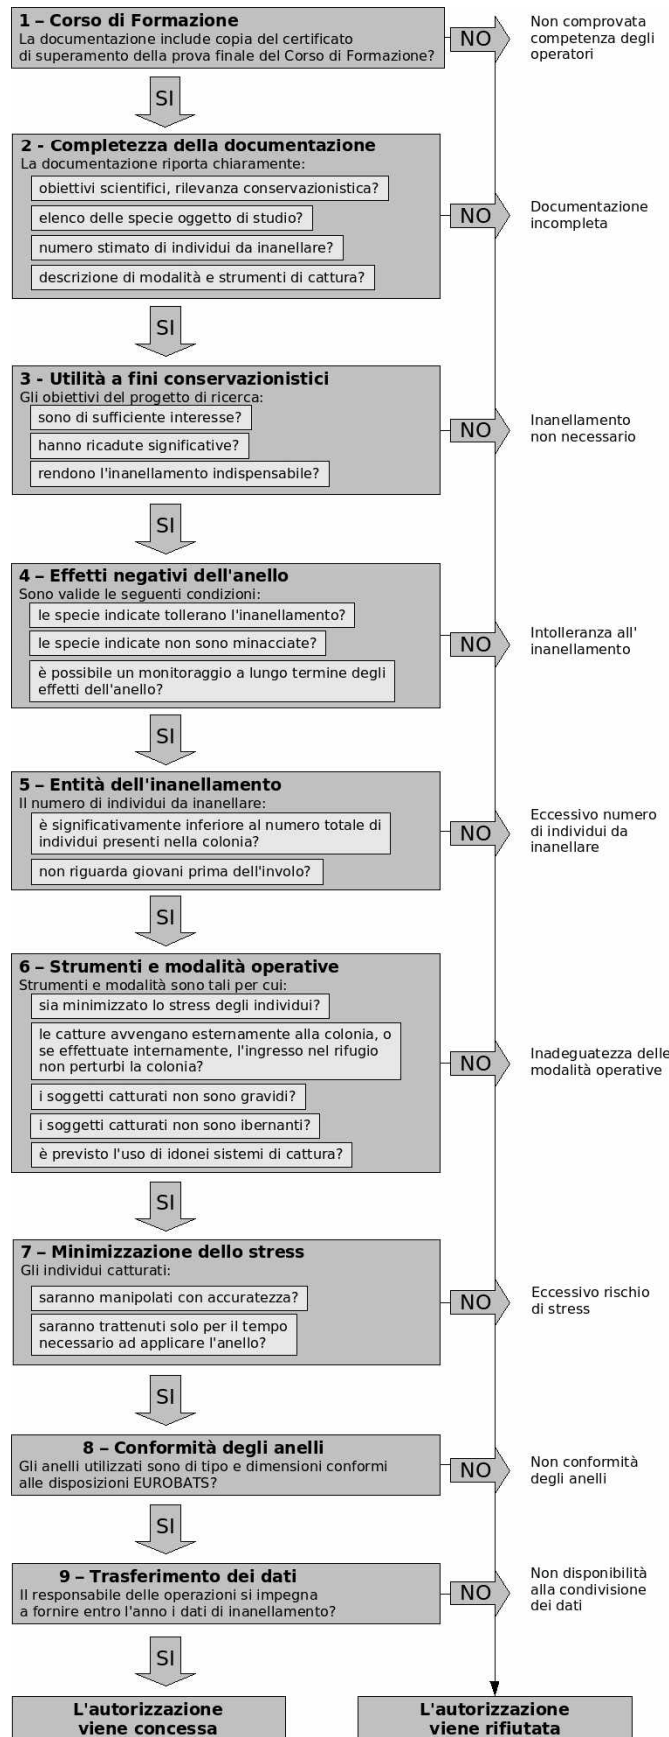 1 – Corso di Formazione
La documentazione include copia del certificato
di superamento della prova finale del Corso di Formazione?
NO
Non comprovata
competenza degli
operatori
SI
2 - Completezza della documentazione
La documentazione riporta chiaramente:
obiettivi scientifici, rilevanza conservazionistica?
elenco delle specie oggetto di studio?
numero stimato di individui da inanellare?
descrizione di modalità e strumenti di cattura?
NO
Documentazione
incompleta
SI
3 - Utilità a fini conservazionistici
Gli obiettivi del progetto di ricerca:
sono di sufficiente interesse?
hanno ricadute significative?
rendono l'inanellamento indispensabile?
NO
Inanellamento
non necessario
SI
4 – Effetti negativi dell'anello
Sono valide le seguenti condizioni:
le specie indicate tollerano l'inanellamento?
le specie indicate non sono minacciate?
è possibile un monitoraggio a lungo termine degli
effetti dell'anello?
NO
Intolleranza all'
inanellamento
SI
5 – Entità dell'inanellamento
Il numero di individui da inanellare:
è significativamente inferiore al numero totale di
individui presenti nella colonia?
non riguarda giovani prima dell'involo?
NO
Eccessivo numero
di individui da
inanellare
SI
6 – Strumenti e modalità operative
Strumenti e modalità sono tali per cui:
sia minimizzato lo stress degli individui?
le catture avvengano esternamente alla colonia, o
se effettuate internamente, l'ingresso nel rifugio
non perturbi la colonia?
i soggetti catturati non sono gravidi?
i soggetti catturati non sono ibernanti?
è previsto l'uso di idonei sistemi di cattura?
NO
Inadeguatezza delle
modalità operative
SI
7 – Minimizzazione dello stress
Gli individui catturati:
saranno manipolati con accuratezza?
saranno trattenuti solo per il tempo
necessario ad applicare l'anello?
NO
Eccessivo rischio
di stress
SI
8 – Conformità degli anelli
Gli anelli utilizzati sono di tipo e dimensioni conformi
alle disposizioni EUROBATS?
NO
Non conformità
degli anelli
SI
9 – Trasferimento dei dati
Il responsabile delle operazioni si impegna
a fornire entro l'anno i dati di inanellamento?
NO
Non disponibilità
alla condivisione
dei dati
SI
L'autorizzazione
viene concessa
L'autorizzazione
viene rifiutata